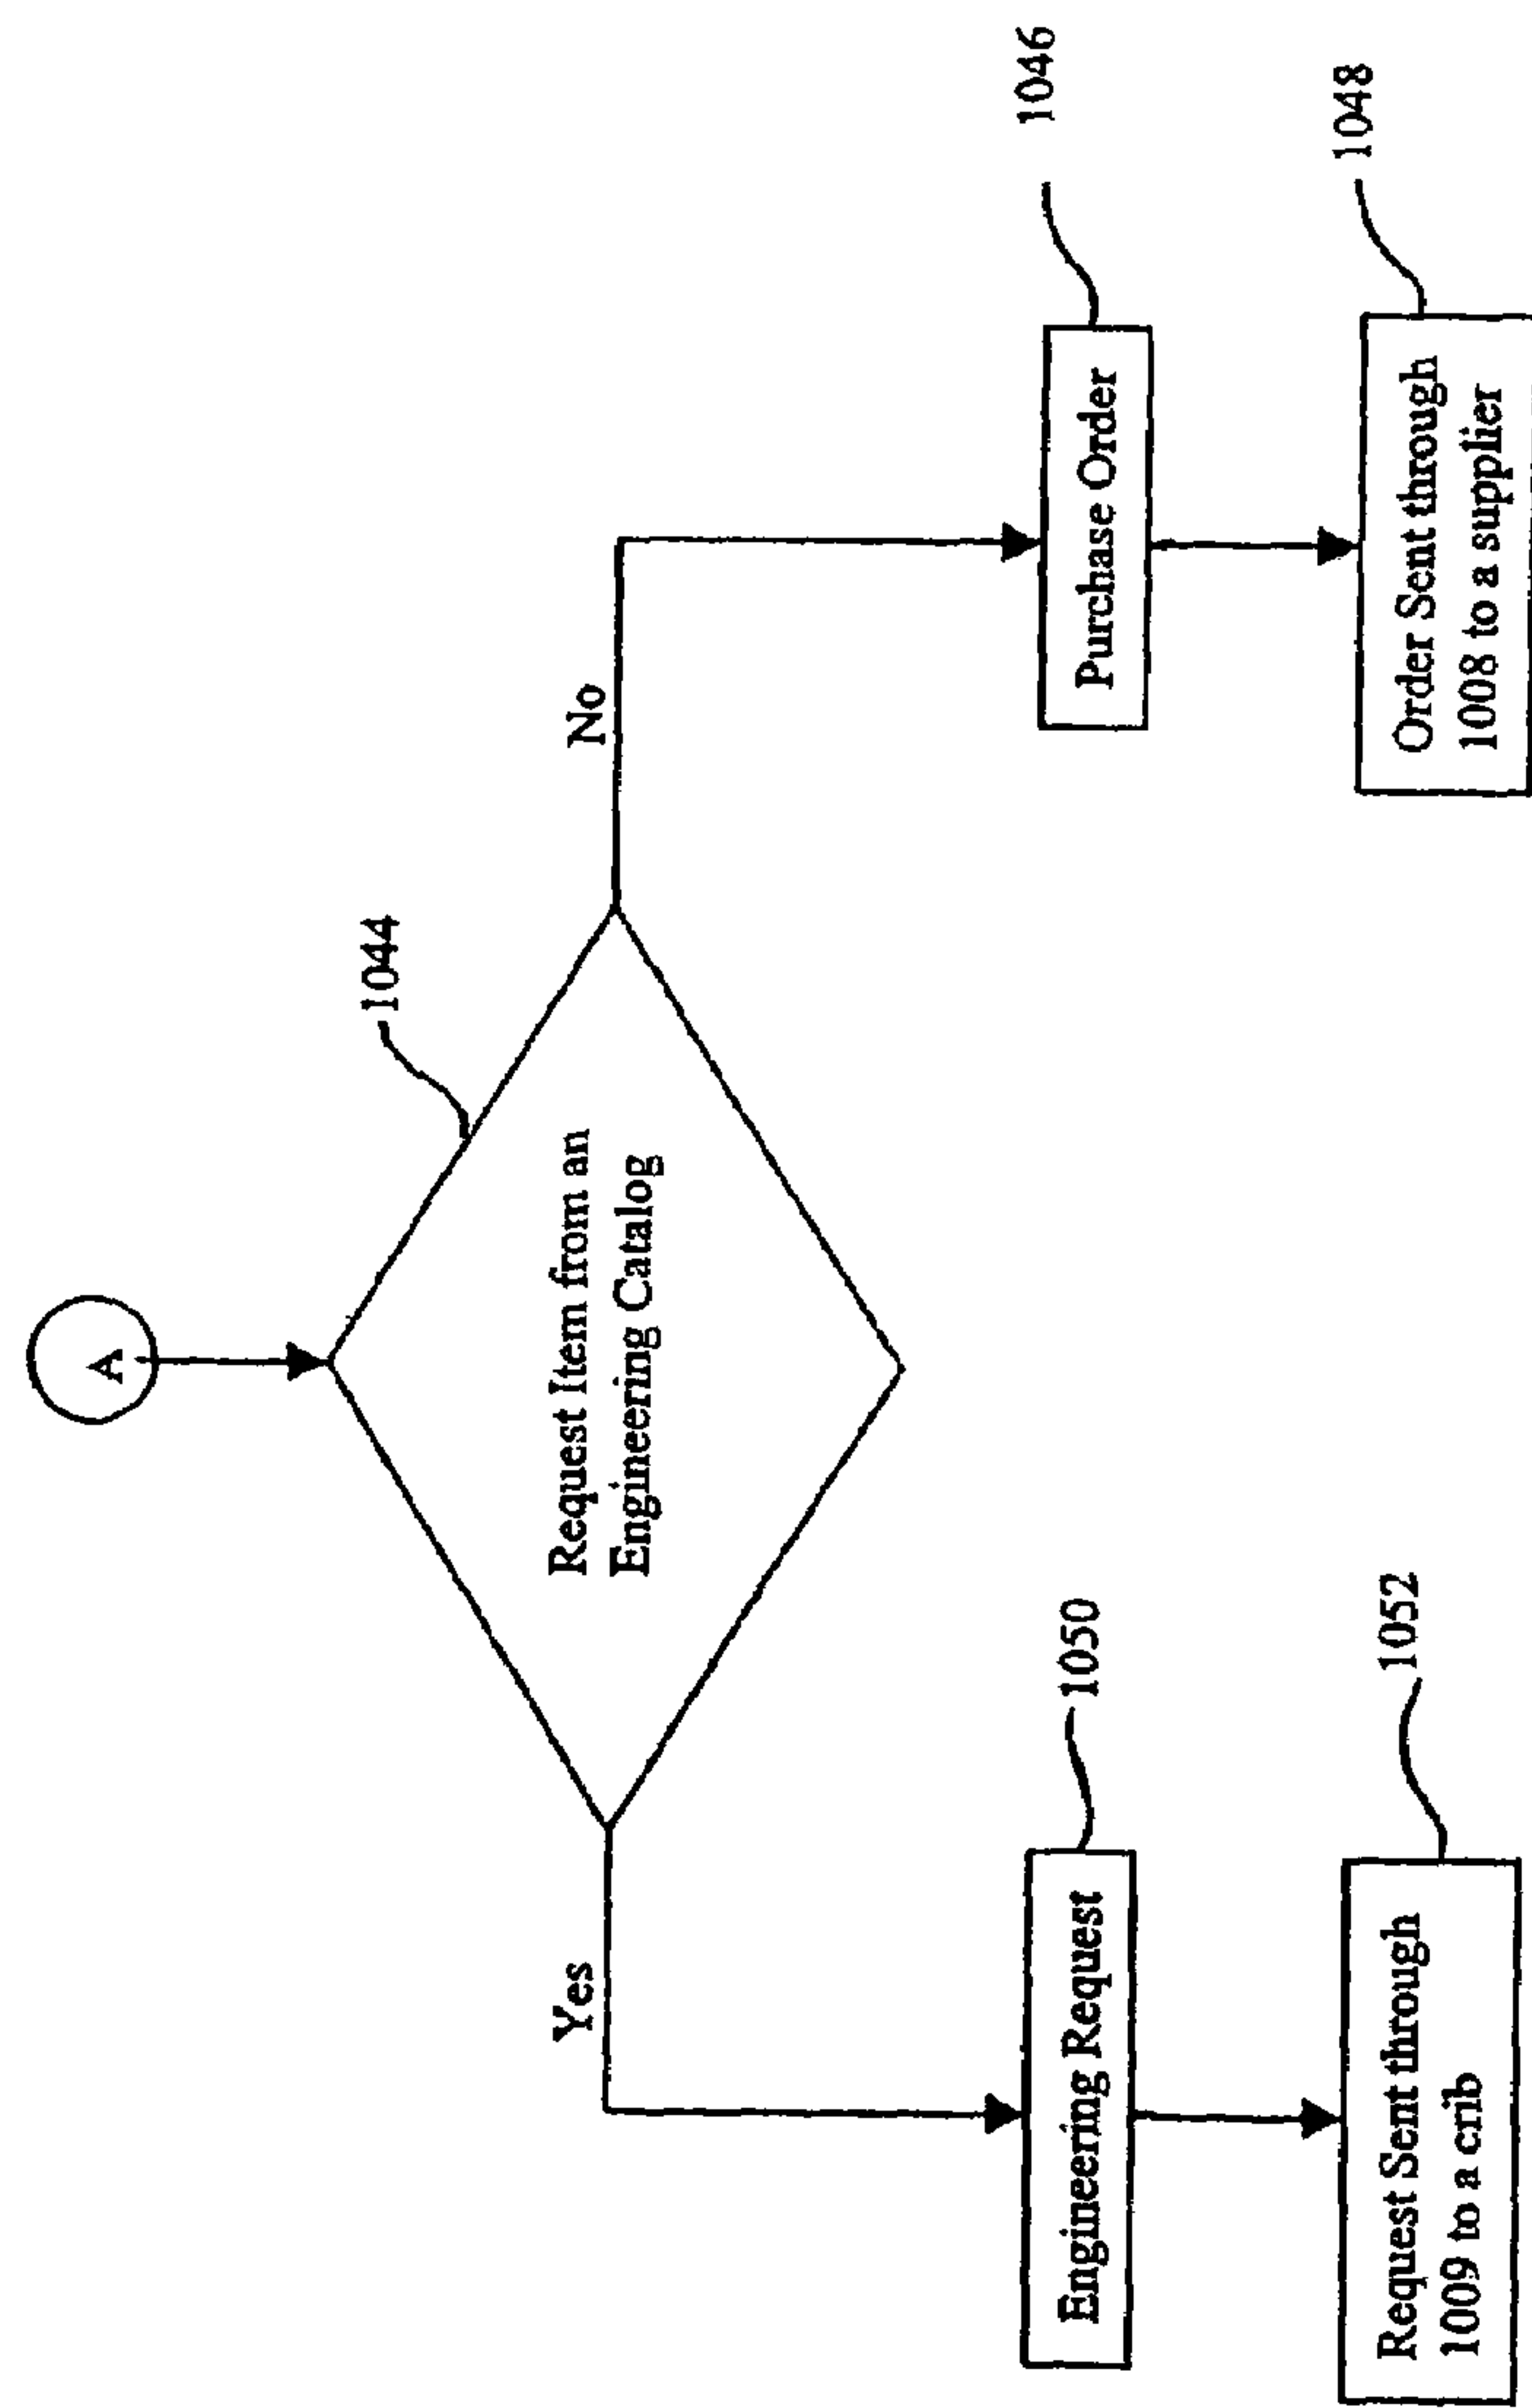 A
1044
Request Item from an
Engineering Catalog
Yes
No
Engineering Request
1050
Purchase Order
1046
Request Sent through
1009 to a crib
1052
Order Sent through
1008 to a supplier
1048